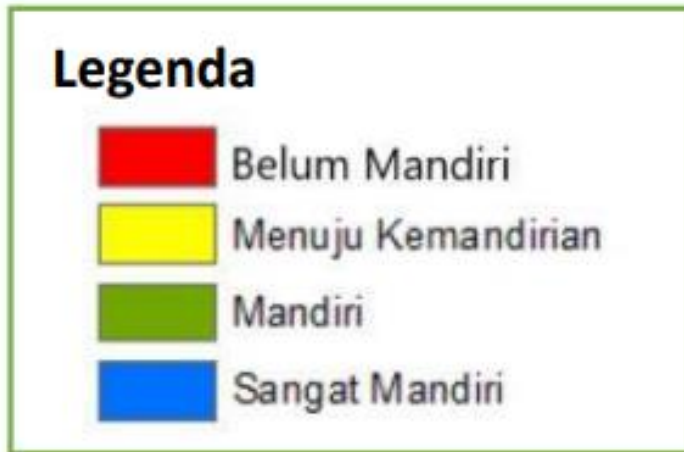 Legenda
Belum Mandiri
Menuju Kemandirian
Mandiri
Sangat Mandiri